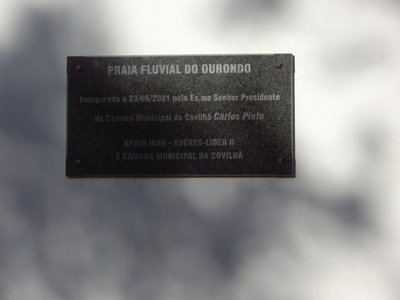 PRAIA FLUVIAL DO OURONDO
Inaugurada a 23/06/2001 pelo Ex.mo Senhor Presidente
da Câmara Municipal da Covilhã Carlos Pinto
APOIO INAG - ADERES-LIDER II
E CÂMARA MUNICIPAL DA COVILHÃ